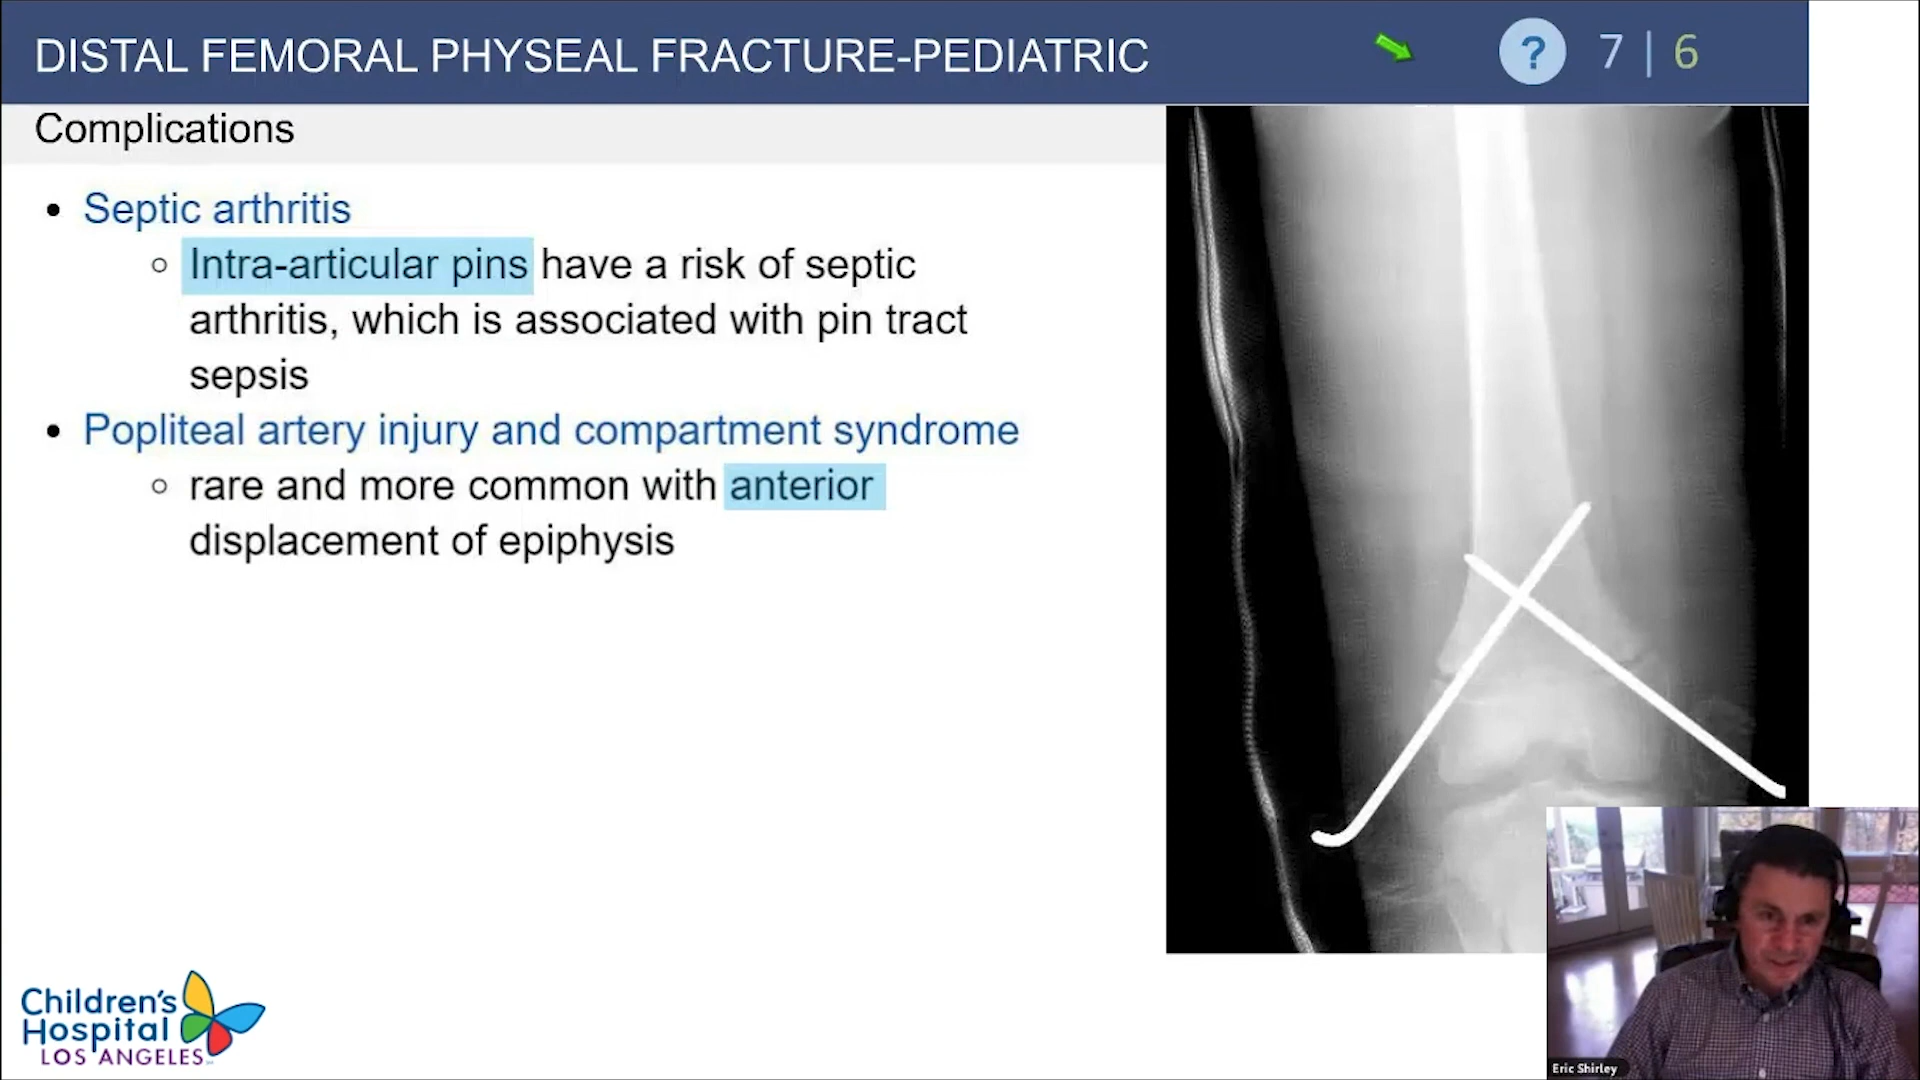 DISTAL FEMORAL PHYSEAL FRACTURE-PEDIATRIC
? 7 | 6
Complications
• Septic arthritis
○ Intra-articular pins have a risk of septic
arthritis, which is associated with pin tract
sepsis
• Popliteal artery injury and compartment syndrome
○ rare and more common with anterior
displacement of epiphysis
Children's
Hospital
LOS ANGELES
Eric Shirley